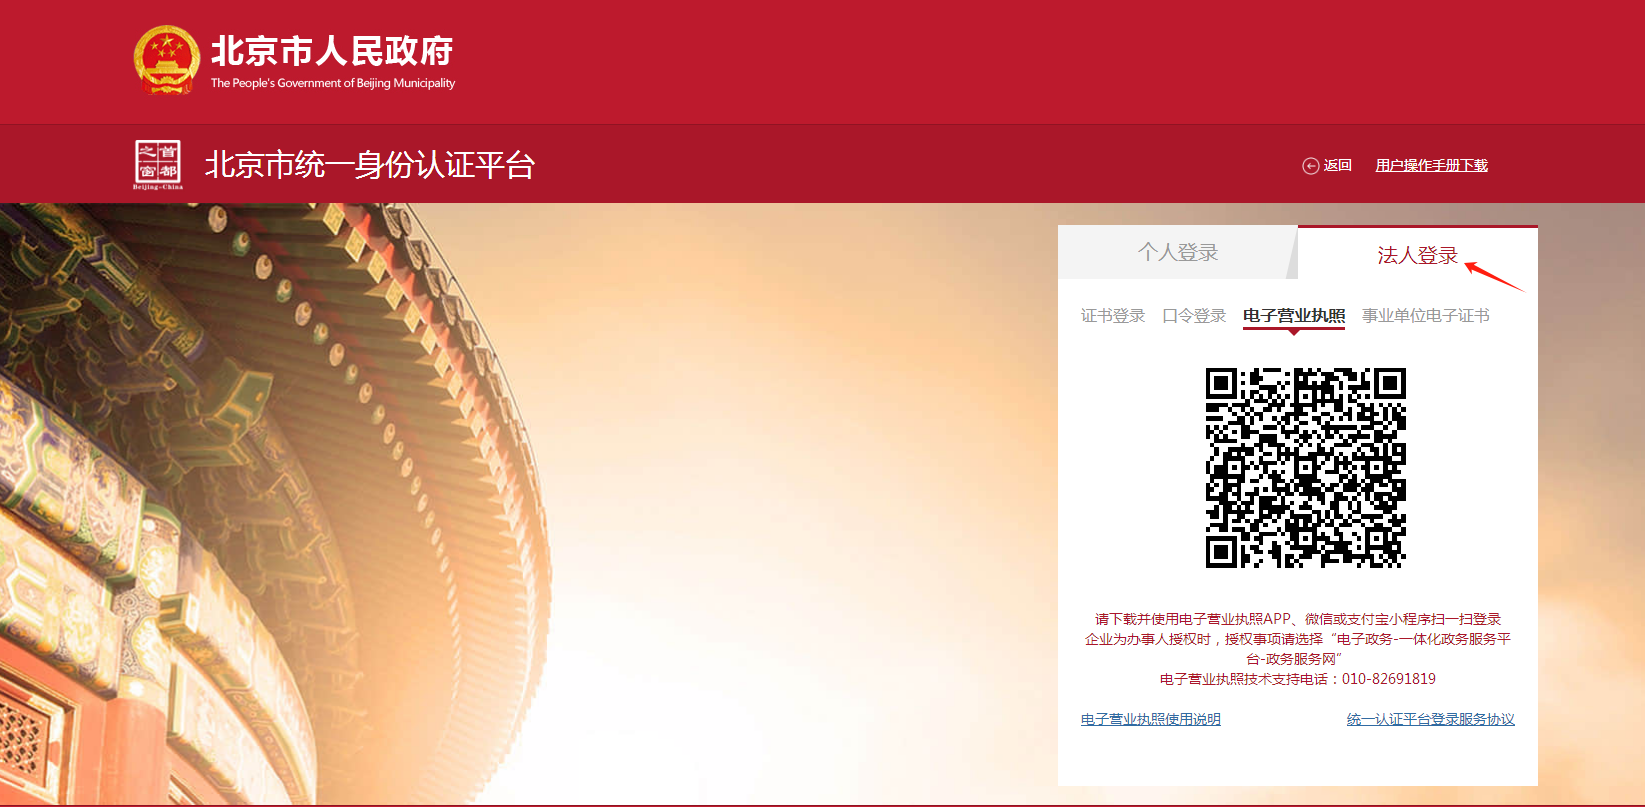 北京市人民政府
The People's Government of Beijing Municipality
首都之窗
Beijing-China
北京市统一身份认证平台
返回 用户操作手册下载
个人登录 法人登录
证书登录 口令登录 电子营业执照 事业单位电子证书
请下载并使用电子营业执照APP、微信或支付宝小程序扫一扫登录
企业为办事人授权时，授权事项请选择“电子政务-一体化政务服务平
台-政务服务网”
电子营业执照技术支持电话：010-82691819
电子营业执照使用说明 统一认证平台登录服务协议